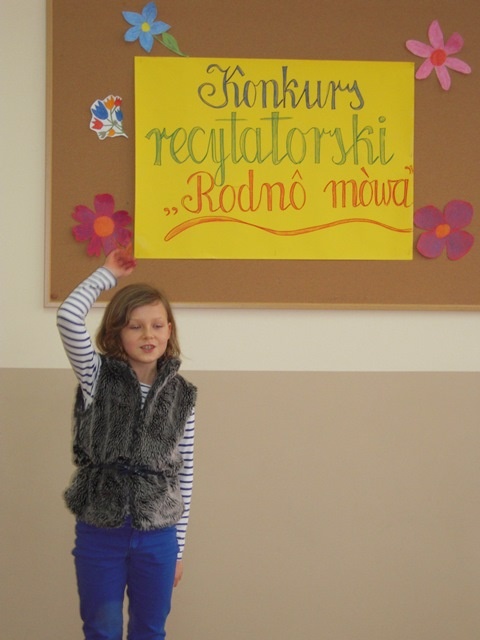 Konkurs
recytatorski
„Rodnô mòwa"